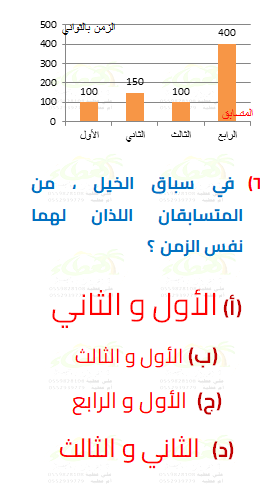 الزمن بالثواني
500
400
300
200
100
0
100
150
100
400
الأول
الثاني
الثالث
الرابع
المتسابق
٦) في سباق الخيل ، من
المتسابقان اللذان لهما
نفس الزمن ؟
(أ) الأول و الثاني
(ب) الأول و الثالث
(ج) الأول و الرابع
(د) الثاني و الثالث